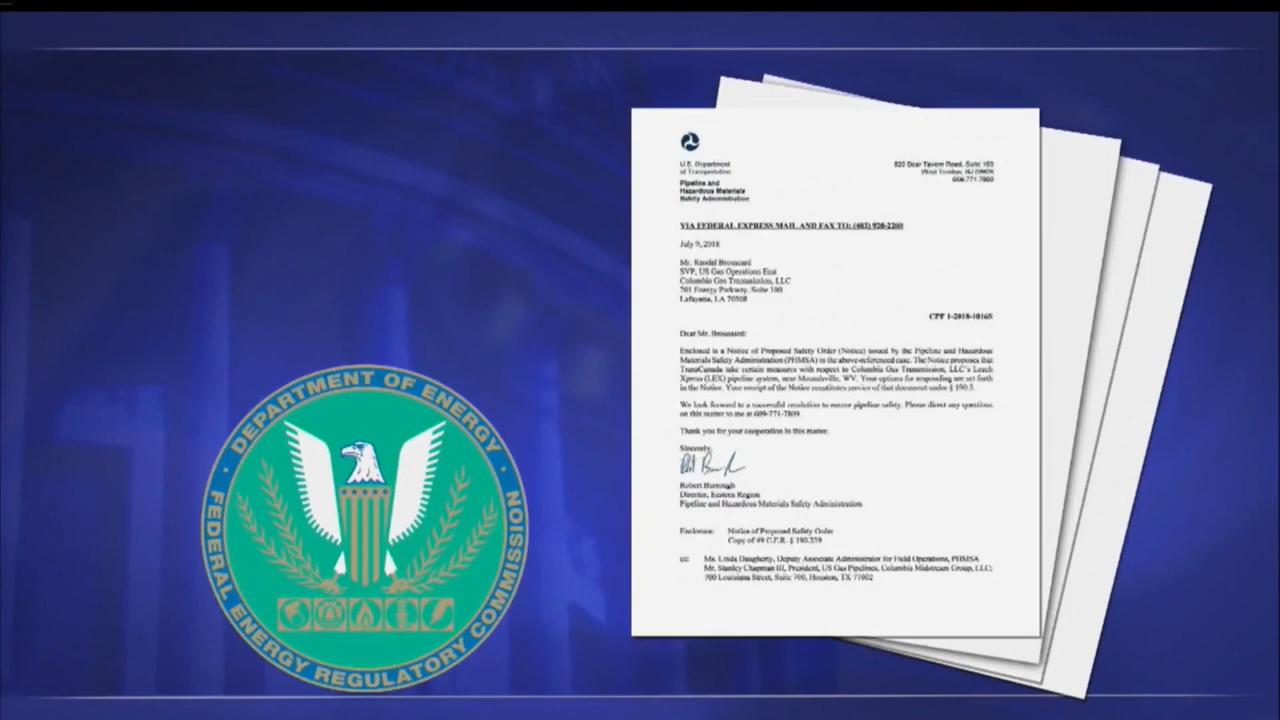 U.S. Department
of Transportation
Pipeline and
Hazardous Materials
Safety Administration
820 Bear Tavern Road, Suite 103
West Trenton, NJ 08628
609.771.7800
VIA FEDERAL EXPRESS MAIL AND FAX TO: (403) 920-2200
July 9, 2018
Mr. Randal Broussard
SVP, US Gas Operations East
Columbia Gas Transmission, LLC
701 Energy Parkway, Suite 100
Lafayette, LA 70508
CPF 1-2018-1016S
Dear Mr. Broussard:
Enclosed is a Notice of Proposed Safety Order (Notice) issued by the Pipeline and Hazardous
Materials Safety Administration (PHMSA) in the above-referenced case. The Notice proposes that
TransCanada take certain measures with respect to Columbia Gas Transmission, LLC's Leach
Xpress (LEX) pipeline system, near Moundsville, WV. Your options for responding are set forth
in the Notice. Your receipt of the Notice constitutes service of that document under § 190.5.
We look forward to a successful resolution to ensure pipeline safety. Please direct any questions
on this matter to me at 609-771-7809.
Thank you for your cooperation in this matter.
Sincerely,
Robert Burrough
Director, Eastern Region
Pipeline and Hazardous Materials Safety Administration
Enclosure: Notice of Proposed Safety Order
Copy of 49 C.F.R. § 190.239
cc: Ms. Linda Daugherty, Deputy Associate Administrator for Field Operations, PHMSA
Mr. Stanley Chapman III, President, US Gas Pipelines, Columbia Midstream Group, LLC;
700 Louisiana Street, Suite 700, Houston, TX 77002
DEPARTMENT OF ENERGY
FEDERAL ENERGY REGULATORY COMMISSION